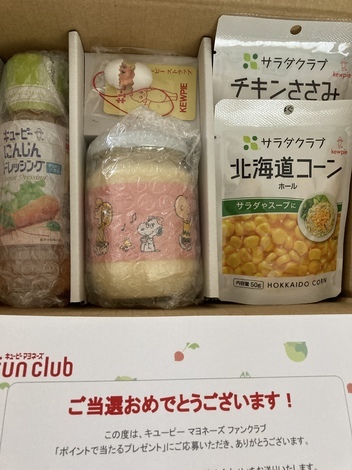 サラダクラブ
チキンささみ
kewpie
KEWPIE
キユーピー
にんじん
ドレッシング
サラダクラブ
kewpie
北海道コーン
ホール
サラダやスープに
内容量 50g
HOKKAIDO CORN
キユーピー マヨネーズ
fun club
ご当選おめでとうございます！
この度は、キユーピー マヨネーズ ファンクラブ
「ポイントで当たるプレゼント」にご応募いただき、ありがとうございます。